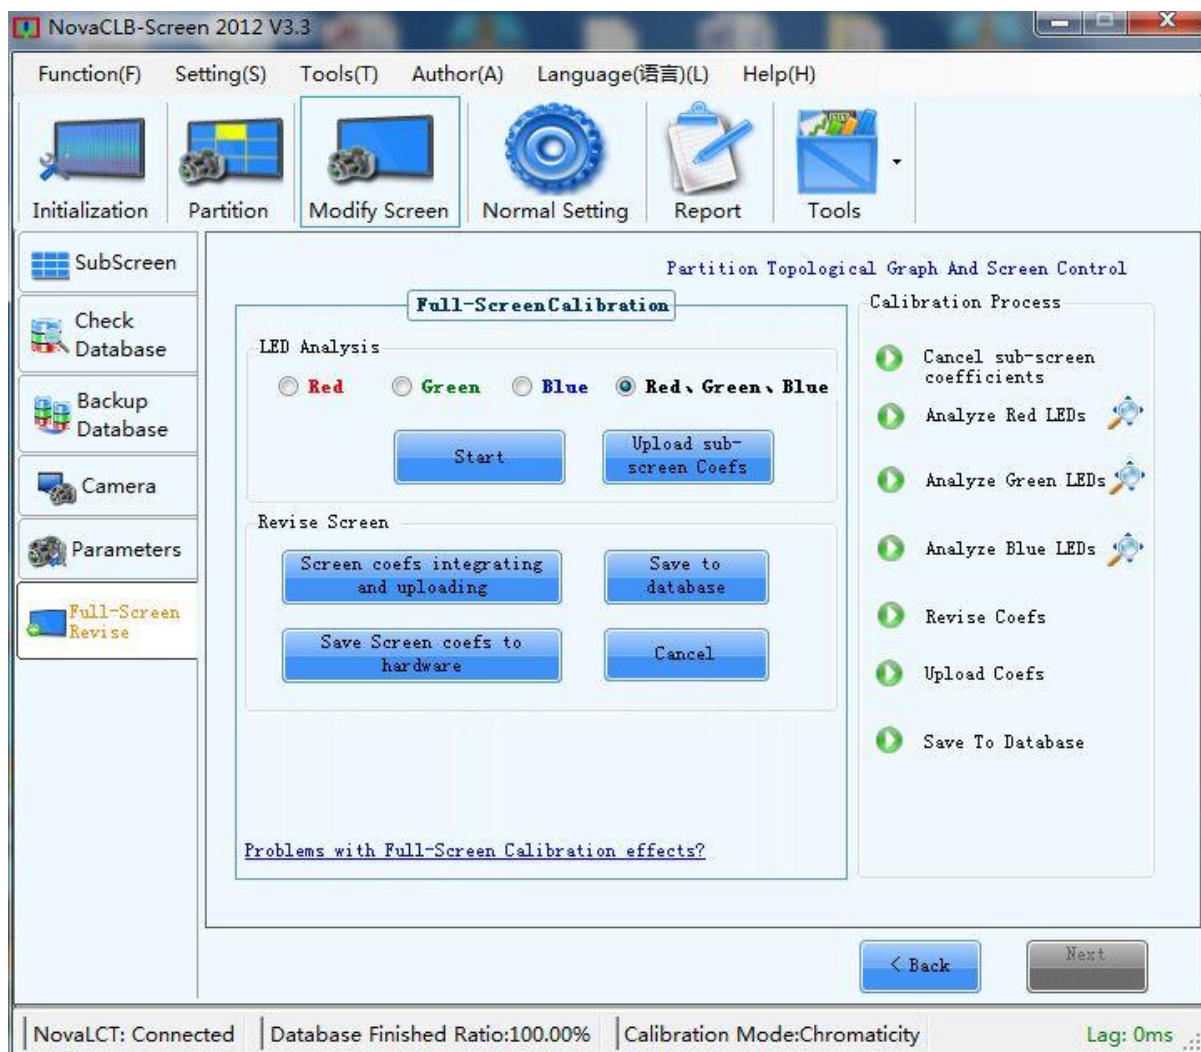 NovaCLB-Screen 2012 V3.3
Function(F) Setting(S) Tools(T) Author(A) Language(语言)(L) Help(H)
Initialization Partition Modify Screen Normal Setting Report Tools
SubScreen
Check
Database
Backup
Database
Camera
Parameters
Full-Screen
Revise
Partition Topological Graph And Screen Control
Full-ScreenCalibration
LED Analysis
Red Green Blue Red、Green、Blue
Start
Upload sub-
screen Coefs
Revise Screen
Screen coefs integrating
and uploading
Save to
database
Save Screen coefs to
hardware
Cancel
Problems with Full-Screen Calibration effects?
Calibration Process
Cancel sub-screen
coefficients
Analyze Red LEDs
Analyze Green LEDs
Analyze Blue LEDs
Revise Coefs
Upload Coefs
Save To Database
< Back
Next
NovaLCT: Connected Database Finished Ratio:100.00% Calibration Mode:Chromaticity Lag: 0ms